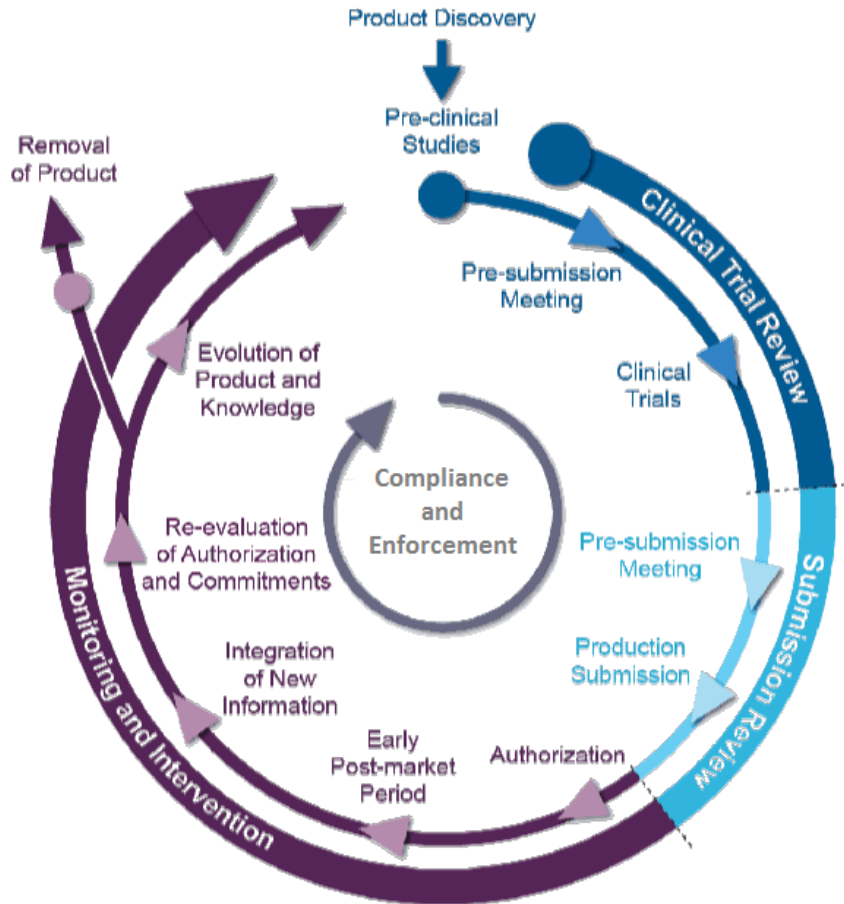 Product Discovery
Pre-clinical
Studies
Removal
of Product
Clinical Trial Review
Pre-submission
Meeting
Clinical
Trials
Evolution of
Product and
Knowledge
Compliance
and
Enforcement
Pre-submission
Meeting
Submission Review
Production
Submission
Authorization
Early
Post-market
Period
Integration
of New
Information
Re-evaluation
of Authorization
and Commitments
Monitoring and Intervention